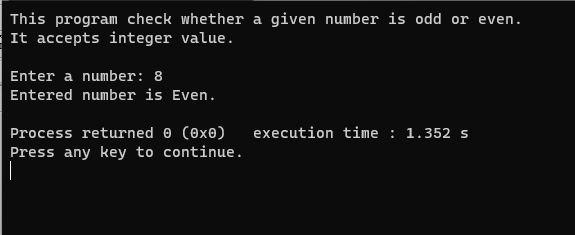 This program check whether a given number is odd or even.
It accepts integer value.
Enter a number: 8
Entered number is Even.
Process returned 0 (0x0)   execution time : 1.352 s
Press any key to continue.